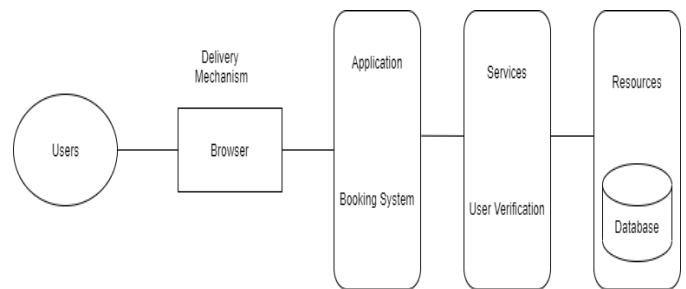 Users
Delivery
Mechanism
Browser
Application
Booking System
Services
User Verification
Resources
Database